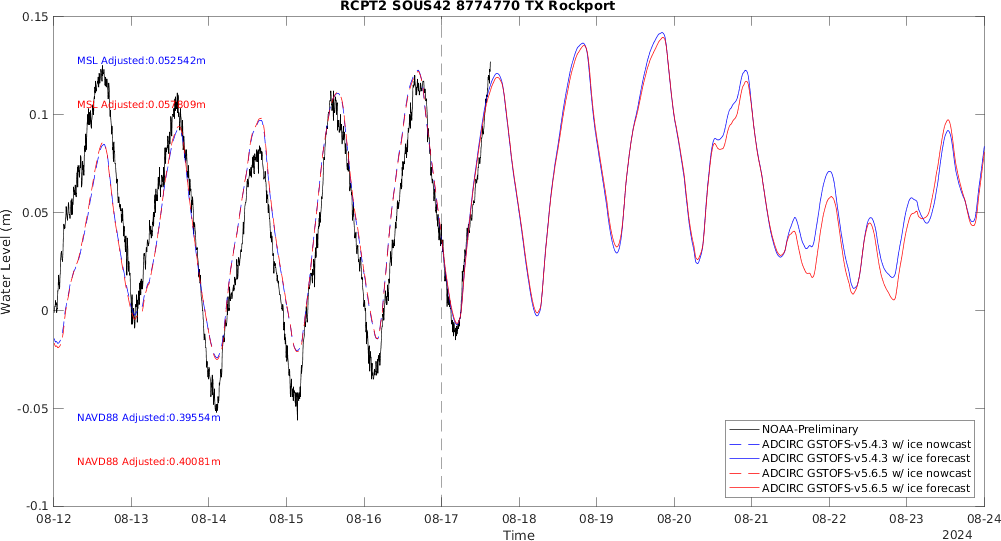 RCPT2 SOUS42 8774770 TX Rockport
0.15
MSL Adjusted:0.052542m
MSL Adjusted:0.057809m
0.1
0.05
Water Level (m)
0
-0.05
NAVD88 Adjusted:0.39554m
NAVD88 Adjusted:0.40081m
-0.1
NOAA-Preliminary
ADCIRC GSTOFS-v5.4.3 w/ ice nowcast
ADCIRC GSTOFS-v5.4.3 w/ ice forecast
ADCIRC GSTOFS-v5.6.5 w/ ice nowcast
ADCIRC GSTOFS-v5.6.5 w/ ice forecast
08-12 08-13 08-14 08-15 08-16 08-17 08-18 08-19 08-20 08-21 08-22 08-23 08-24
Time
2024